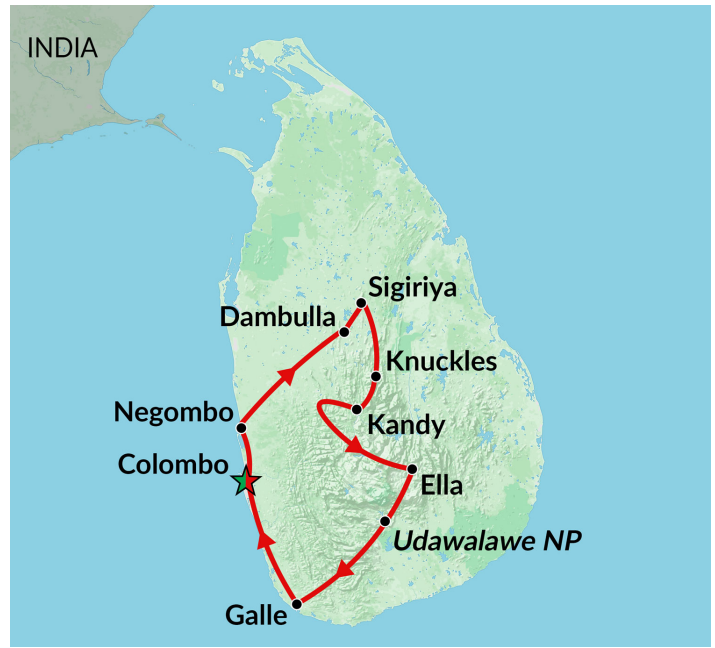 INDIA
Sigiriya
Dambulla
Knuckles
Negombo
Kandy
Colombo
Ella
Udawalawe NP
Galle